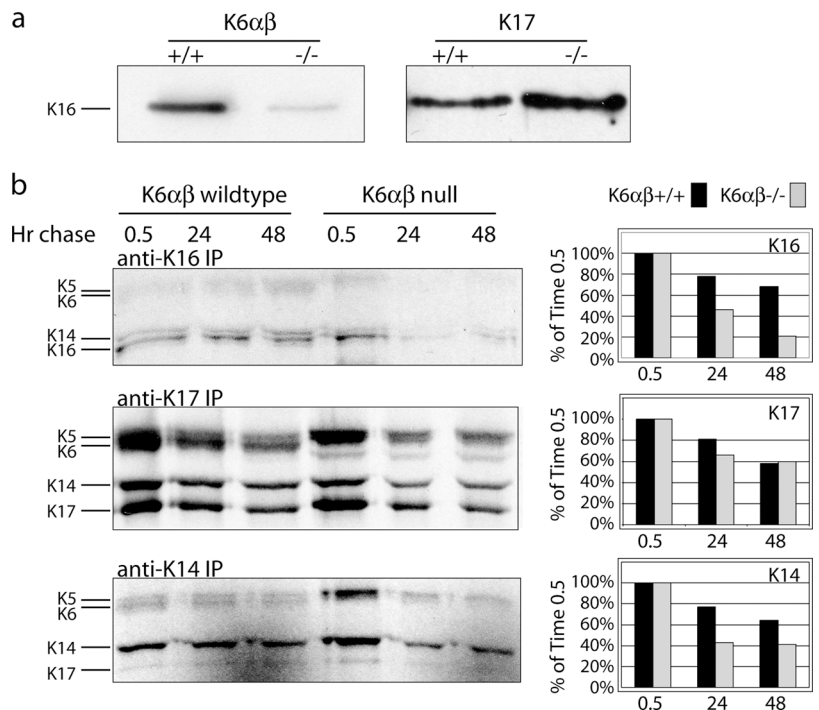 a
K6αβ K17
+/+ -/- +/+ -/-
K16
b
K6αβ wildtype K6αβ null
Hr chase 0.5 24 48 0.5 24 48
K6αβ+/+ K6αβ-/-
anti-K16 IP
K5
K6
K14
K16
K16
% of Time 0.5
100%
80%
60%
40%
20%
0%
0.5 24 48
anti-K17 IP
K5
K6
K14
K17
K17
% of Time 0.5
100%
80%
60%
40%
20%
0%
0.5 24 48
anti-K14 IP
K5
K6
K14
K17
K14
% of Time 0.5
100%
80%
60%
40%
20%
0%
0.5 24 48